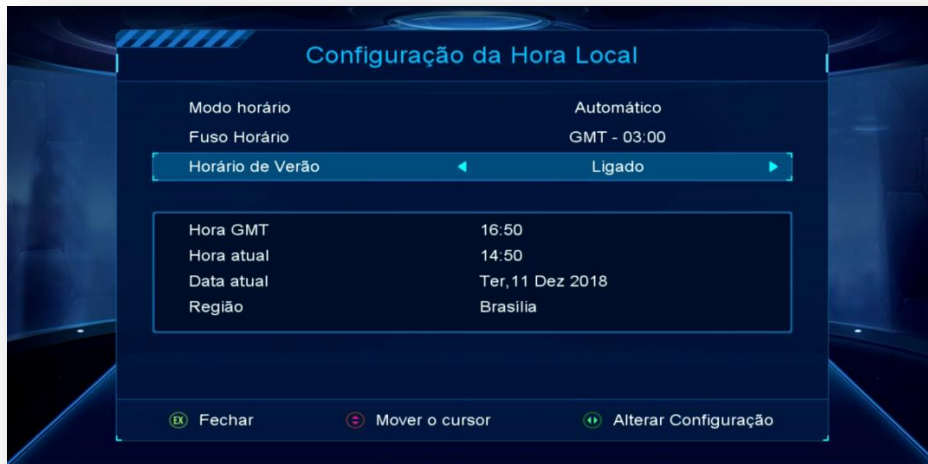 Configuração da Hora Local
Modo horário Automático
Fuso Horário GMT - 03:00
Horário de Verão Ligado
Hora GMT 16:50
Hora atual 14:50
Data atual Ter,11 Dez 2018
Região Brasilia
EX Fechar Mover o cursor Alterar Configuração